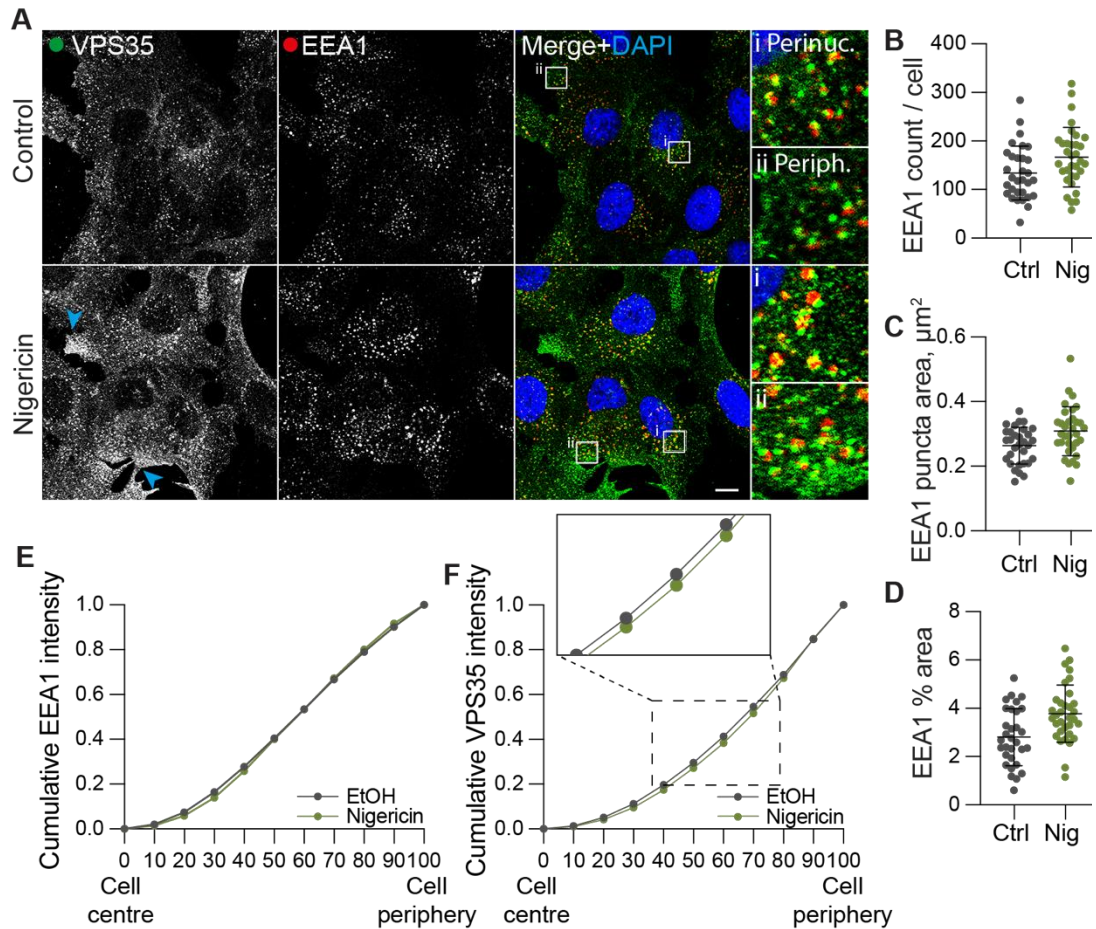 A
VPS35
EEA1
Merge+DAPI
i Perinuc.
ii
i
ii Periph.
Control
Nigericin
i
ii
ii
i
B
EEA1 count / cell
400
300
200
100
0
Ctrl Nig
C
EEA1 puncta area, µm²
0.6
0.4
0.2
0.0
Ctrl Nig
D
EEA1 % area
8
6
4
2
0
Ctrl Nig
E
Cumulative EEA1 intensity
1.0
0.8
0.6
0.4
0.2
0.0
EtOH
Nigericin
0 10 20 30 40 50 60 70 80 90 100
Cell centre
Cell periphery
F
Cumulative VPS35 intensity
1.0
0.8
0.6
0.4
0.2
0.0
EtOH
Nigericin
0 10 20 30 40 50 60 70 80 90 100
Cell centre
Cell periphery